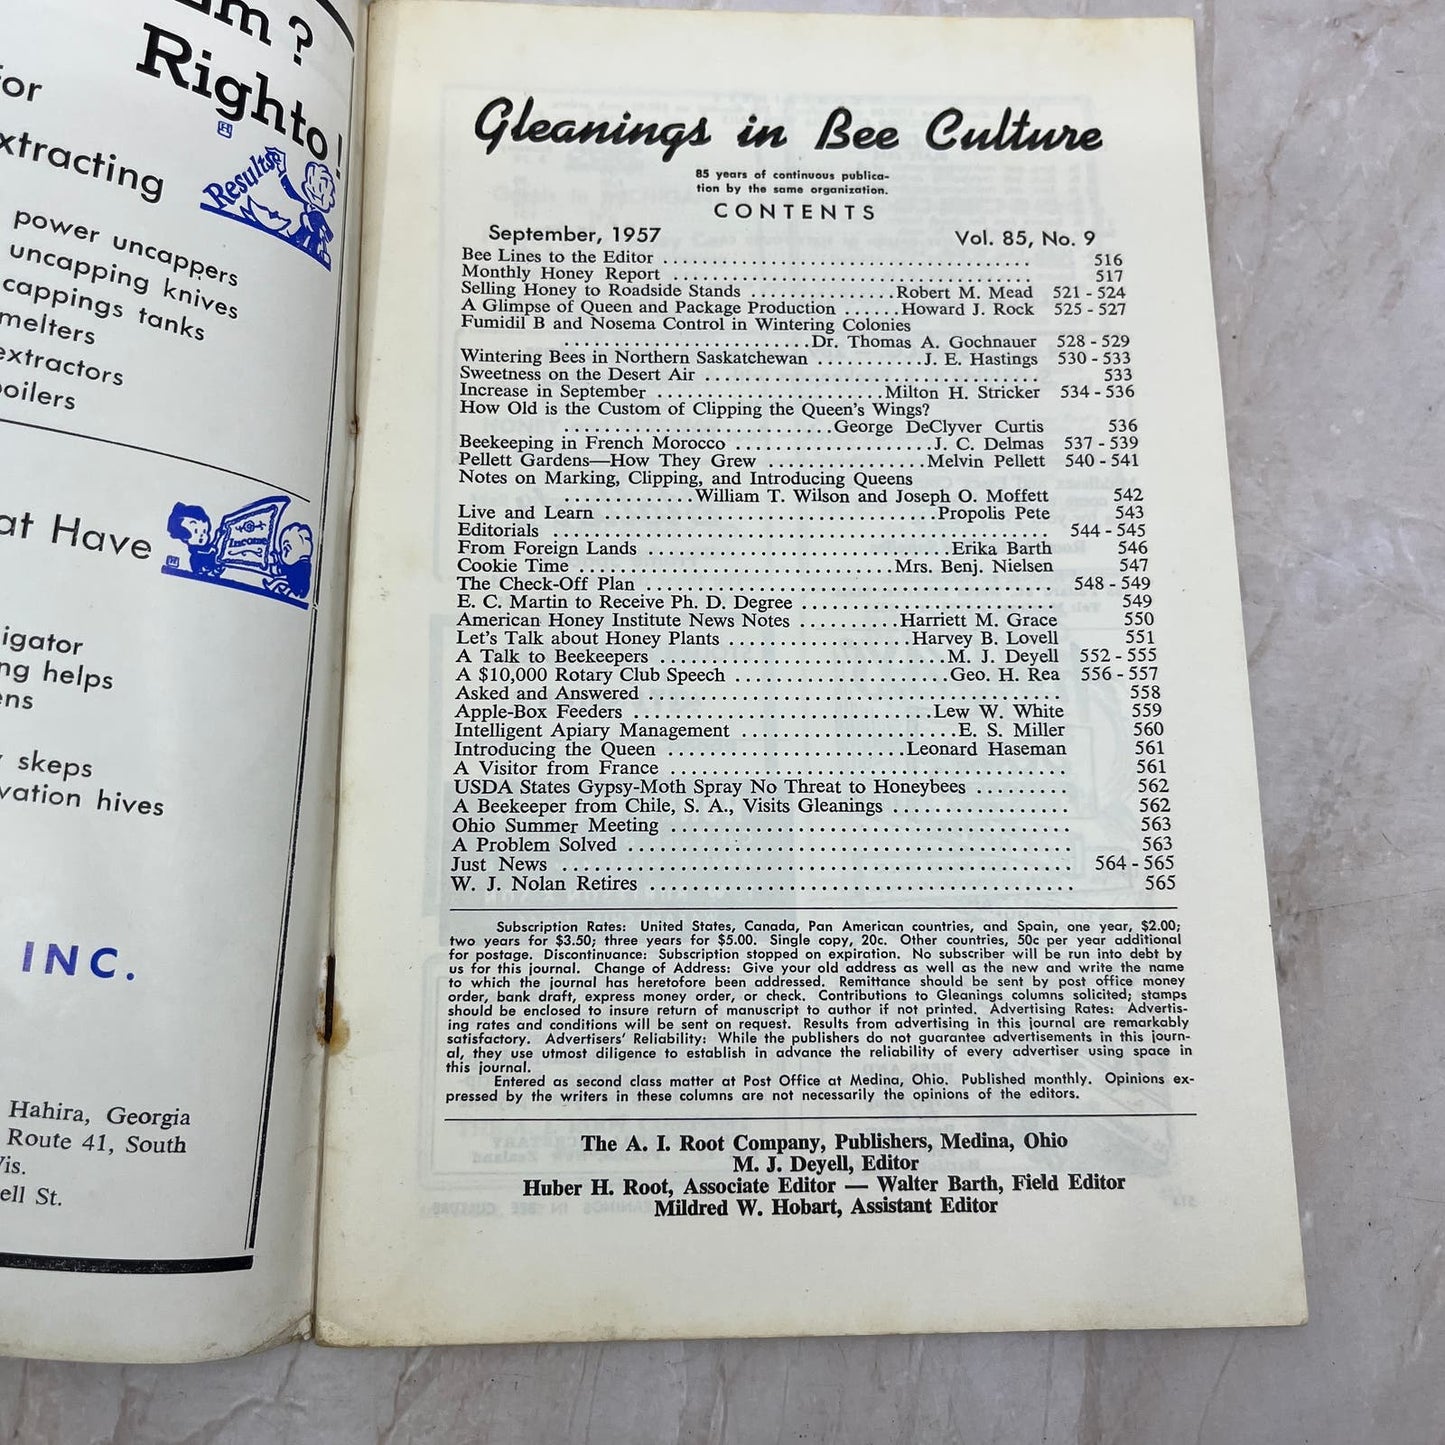 m ?
Righto!
for
xtracting
Results
power uncappers
uncapping knives
cappings tanks
melters
extractors
oilers
at Have
Income
igator
ng helps
ens
skeps
vation hives
INC.
Hahira, Georgia
Route 41, South
Vis.
ell St.
Gleanings in Bee Culture
85 years of continuous publica-
tion by the same organization.
CONTENTS
September, 1957 Vol. 85, No. 9
Bee Lines to the Editor ........ 516
Monthly Honey Report ........ 517
Selling Honey to Roadside Stands ........ Robert M. Mead 521 - 524
A Glimpse of Queen and Package Production ...... Howard J. Rock 525 - 527
Fumidil B and Nosema Control in Wintering Colonies
........ Dr. Thomas A. Gochnauer 528 - 529
Wintering Bees in Northern Saskatchewan ........ J. E. Hastings 530 - 533
Sweetness on the Desert Air ........ 533
Increase in September ........ Milton H. Stricker 534 - 536
How Old is the Custom of Clipping the Queen's Wings?
........ George DeClyver Curtis 536
Beekeeping in French Morocco ........ J. C. Delmas 537 - 539
Pellett Gardens—How They Grew ........ Melvin Pellett 540 - 541
Notes on Marking, Clipping, and Introducing Queens
........ William T. Wilson and Joseph O. Moffett 542
Live and Learn ........ Propolis Pete 543
Editorials ........ 544 - 545
From Foreign Lands ........ Erika Barth 546
Cookie Time ........ Mrs. Benj. Nielsen 547
The Check-Off Plan ........ 548 - 549
E. C. Martin to Receive Ph. D. Degree ........ 549
American Honey Institute News Notes ........ Harriett M. Grace 550
Let's Talk about Honey Plants ........ Harvey B. Lovell 551
A Talk to Beekeepers ........ M. J. Deyell 552 - 555
A $10,000 Rotary Club Speech ........ Geo. H. Rea 556 - 557
Asked and Answered ........ 558
Apple-Box Feeders ........ Lew W. White 559
Intelligent Apiary Management ........ E. S. Miller 560
Introducing the Queen ........ Leonard Haseman 561
A Visitor from France ........ 561
USDA States Gypsy-Moth Spray No Threat to Honeybees ........ 562
A Beekeeper from Chile, S. A., Visits Gleanings ........ 562
Ohio Summer Meeting ........ 563
A Problem Solved ........ 563
Just News ........ 564 - 565
W. J. Nolan Retires ........ 565
Subscription Rates: United States, Canada, Pan American countries, and Spain, one year, $2.00;
two years for $3.50; three years for $5.00. Single copy, 20c. Other countries, 50c per year additional
for postage. Discontinuance: Subscription stopped on expiration. No subscriber will be run into debt by
us for this journal. Change of Address: Give your old address as well as the new and write the name
to which the journal has heretofore been addressed. Remittance should be sent by post office money
order, bank draft, express money order, or check. Contributions to Gleanings columns solicited; stamps
should be enclosed to insure return of manuscript to author if not printed. Advertising Rates: Advertis-
ing rates and conditions will be sent on request. Results from advertising in this journal are remarkably
satisfactory. Advertisers' Reliability: While the publishers do not guarantee advertisements in this journ-
al, they use utmost diligence to establish in advance the reliability of every advertiser using space in
this journal.
Entered as second class matter at Post Office at Medina, Ohio. Published monthly. Opinions ex-
pressed by the writers in these columns are not necessarily the opinions of the editors.
The A. I. Root Company, Publishers, Medina, Ohio
M. J. Deyell, Editor
Huber H. Root, Associate Editor — Walter Barth, Field Editor
Mildred W. Hobart, Assistant Editor